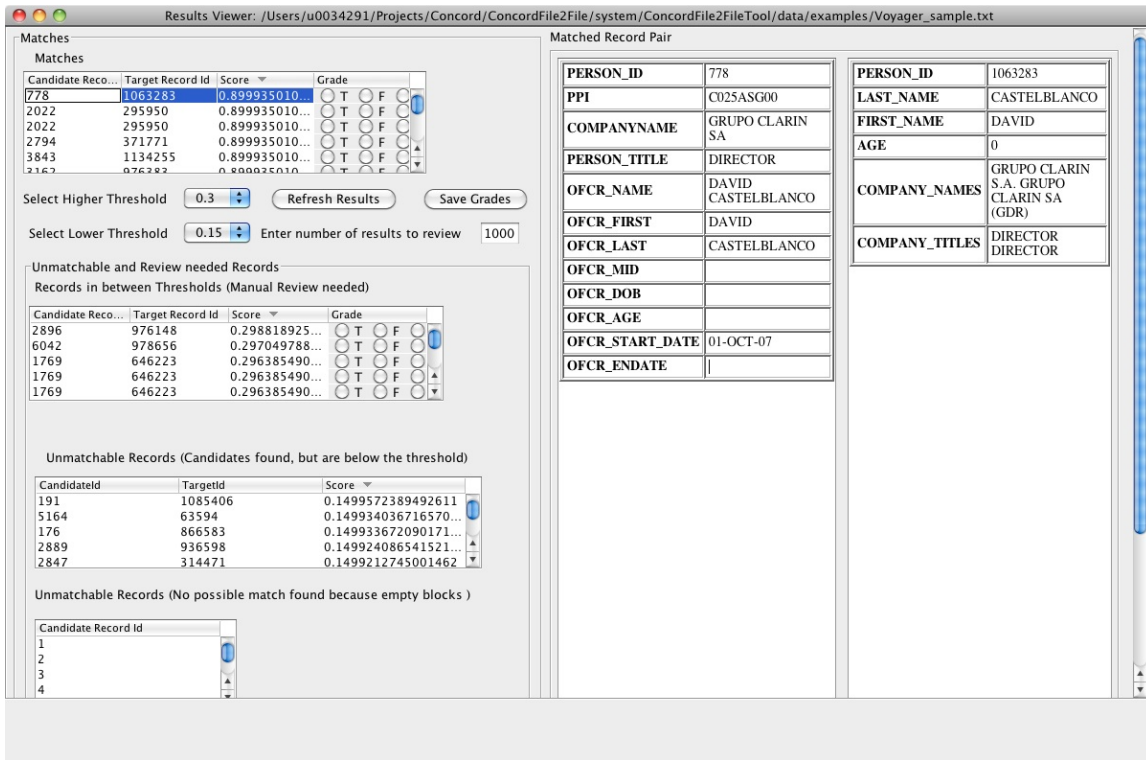 Results Viewer: /Users/u0034291/Projects/Concord/ConcordFile2File/system/ConcordFile2FileTool/data/examples/Voyager_sample.txt
Matches
Matches
Candidate Reco... Target Record Id Score Grade
778 1063283 0.899935010... T F
2022 295950 0.899935010... T F
2022 295950 0.899935010... T F
2794 371771 0.899935010... T F
3843 1134255 0.899935010... T F
3162 976383 0.899935010 T F
Select Higher Threshold 0.3 Refresh Results Save Grades
Select Lower Threshold 0.15 Enter number of results to review 1000
Unmatchable and Review needed Records
Records in between Thresholds (Manual Review needed)
Candidate Reco... Target Record Id Score Grade
2896 976148 0.298818925... T F
6042 978656 0.297049788... T F
1769 646223 0.296385490... T F
1769 646223 0.296385490... T F
1769 646223 0.296385490... T F
Unmatchable Records (Candidates found, but are below the threshold)
CandidateId TargetId Score
191 1085406 0.1499572389492611
5164 63594 0.149934036716570...
176 866583 0.149933672090171...
2889 936598 0.149924086541521...
2847 314471 0.1499212745001462
Unmatchable Records (No possible match found because empty blocks )
Candidate Record Id
1
2
3
4
Matched Record Pair
PERSON_ID 778
PPI C025ASG00
COMPANYNAME GRUPO CLARIN
SA
PERSON_TITLE DIRECTOR
OFCR_NAME DAVID
CASTELBLANCO
OFCR_FIRST DAVID
OFCR_LAST CASTELBLANCO
OFCR_MID
OFCR_DOB
OFCR_AGE
OFCR_START_DATE 01-OCT-07
OFCR_ENDATE
PERSON_ID 1063283
LAST_NAME CASTELBLANCO
FIRST_NAME DAVID
AGE 0
COMPANY_NAMES GRUPO CLARIN
S.A. GRUPO
CLARIN SA
(GDR)
COMPANY_TITLES DIRECTOR
DIRECTOR